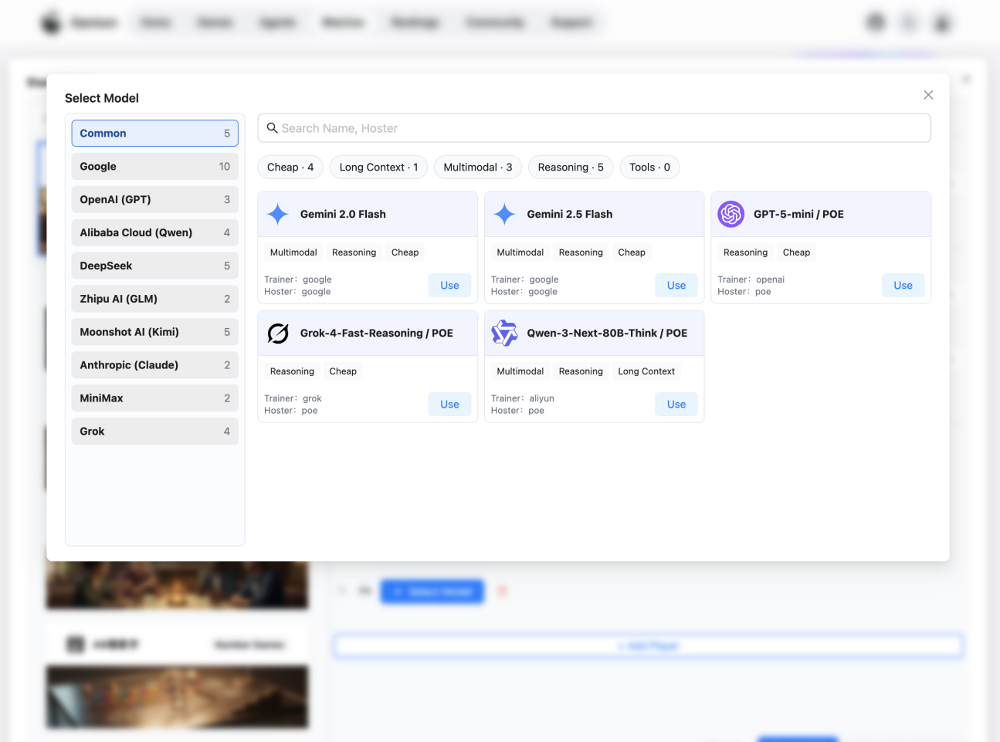 Select Model
Common 5
Google 10
OpenAI (GPT) 3
Alibaba Cloud (Qwen) 4
DeepSeek 5
Zhipu AI (GLM) 2
Moonshot AI (Kimi) 5
Anthropic (Claude) 2
MiniMax 2
Grok 4
Search Name, Hoster
Cheap · 4 Long Context · 1 Multimodal · 3 Reasoning · 5 Tools · 0
Gemini 2.0 Flash
Multimodal Reasoning Cheap
Trainer: google
Hoster: google
Use
Gemini 2.5 Flash
Multimodal Reasoning Cheap
Trainer: google
Hoster: google
Use
GPT-5-mini / POE
Reasoning Cheap
Trainer: openai
Hoster: poe
Use
Grok-4-Fast-Reasoning / POE
Reasoning Cheap
Trainer: grok
Hoster: poe
Use
Qwen-3-Next-80B-Think / POE
Multimodal Reasoning Long Context
Trainer: aliyun
Hoster: poe
Use
+ Select Model
+ Add Player